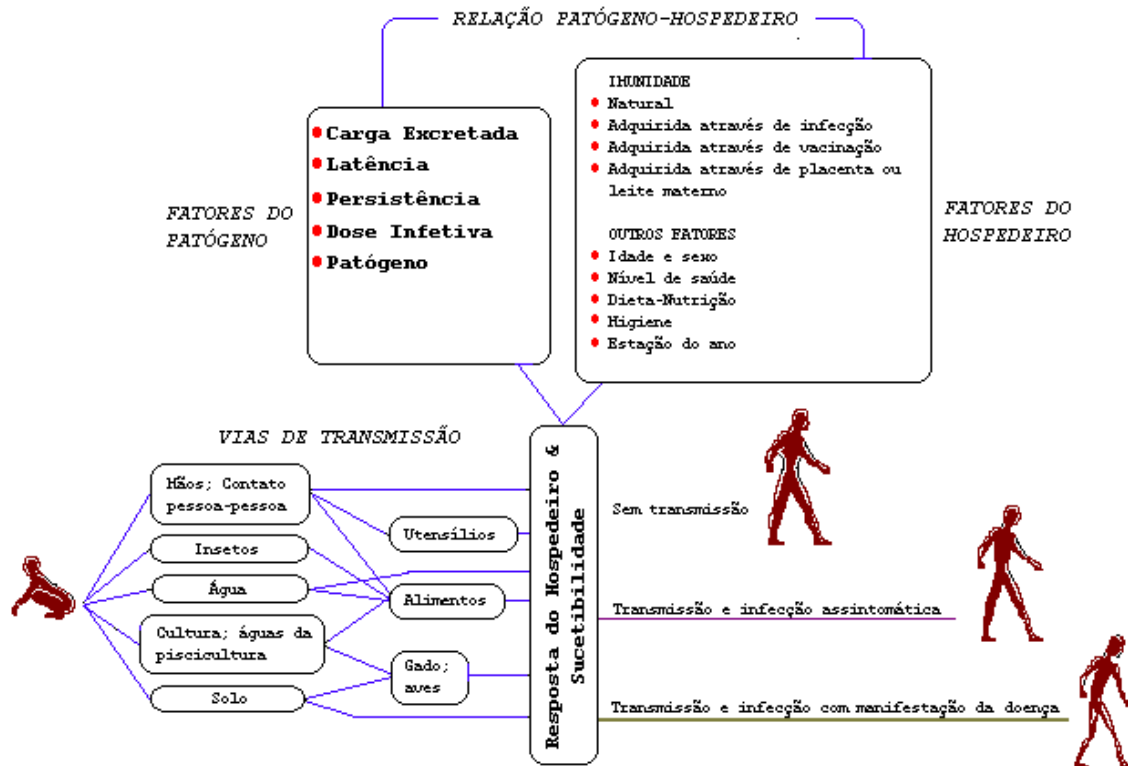 RELAÇÃO PATÓGENO-HOSPEDEIRO
FATORES DO
PATÓGENO
Carga Excretada
Latência
Persistência
Dose Infetiva
Patógeno
IHUNIDADE
Natural
Adquirida através de infecção
Adquirida através de vacinação
Adquirida através de placenta ou
leite materno
OUTROS FATORES
Idade e sexo
Nível de saúde
Dieta-Nutrição
Higiene
Estação do ano
FATORES DO
HOSPEDEIRO
VIAS DE TRANSMISSÃO
Hãos; Contato
pessoa-pessoa
Insetos
Água
Cultura; águas da
piscicultura
Solo
Utensílios
Alimentos
Gado;
aves
Resposta do Hospedeiro &
Sucetibilidade
Sem transmissão
Transmissão e infecção assintomática
Transmissão e infecção com manifestação da doença